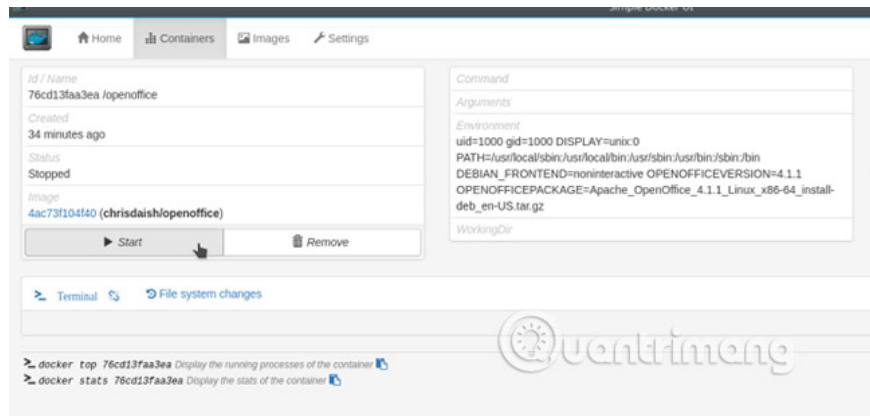 Simple Docker UI
Home
Containers
Images
Settings
Id / Name
76cd13faa3ea /openoffice
Created
34 minutes ago
Status
Stopped
Image
4ac73f104f40 (chrisdaish/openoffice)
Start
Remove
Command
Arguments
Environment
uid=1000 gid=1000 DISPLAY=unix:0
PATH=/usr/local/sbin:/usr/local/bin:/usr/sbin:/usr/bin:/sbin:/bin
DEBIAN_FRONTEND=noninteractive OPENOFFICEVERSION=4.1.1
OPENOFFICEPACKAGE=Apache_OpenOffice_4.1.1_Linux_x86-64_install-
deb_en-US.tar.gz
WorkingDir
Terminal
File system changes
Quantrimang
>_ docker top 76cd13faa3ea Display the running processes of the container
>_ docker stats 76cd13faa3ea Display the stats of the container